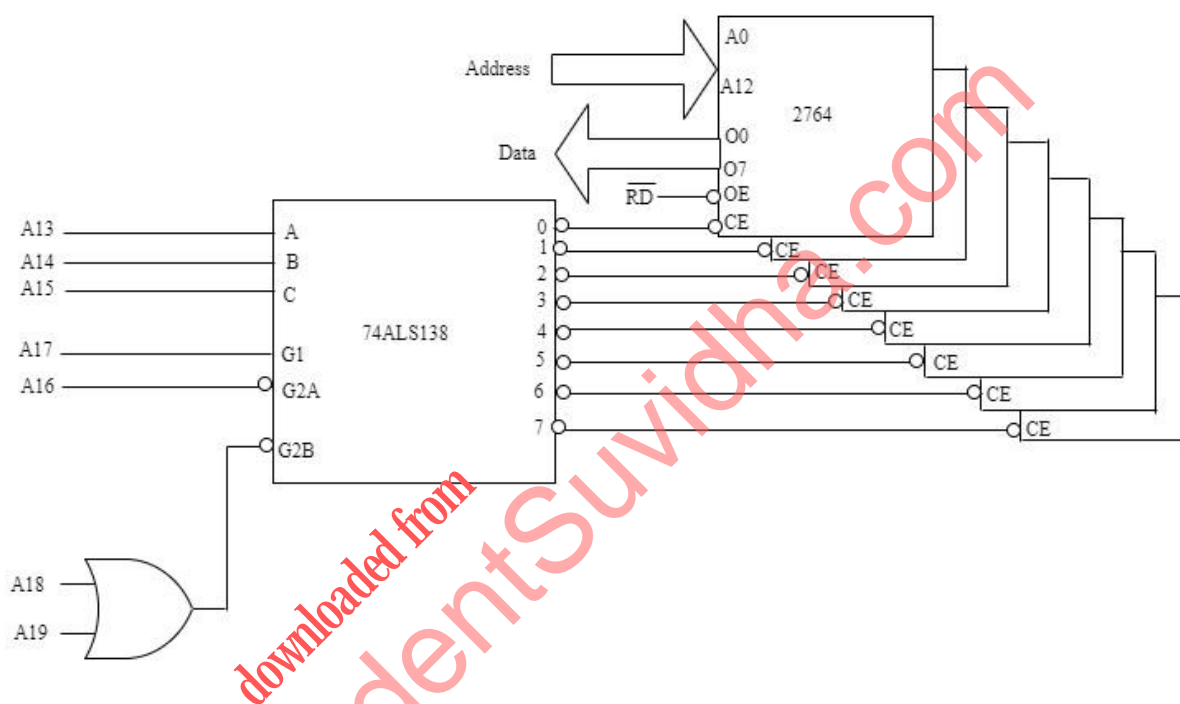 A0
Address
A12
2764
O0
Data
O7
RD
OE
CE
A13
A
0
1
CE
A14
B
2
CE
A15
C
3
CE
74ALS138
4
CE
A17
G1
5
CE
A16
G2A
6
CE
7
CE
G2B
A18
A19
downloaded from
dentSuvidha.com